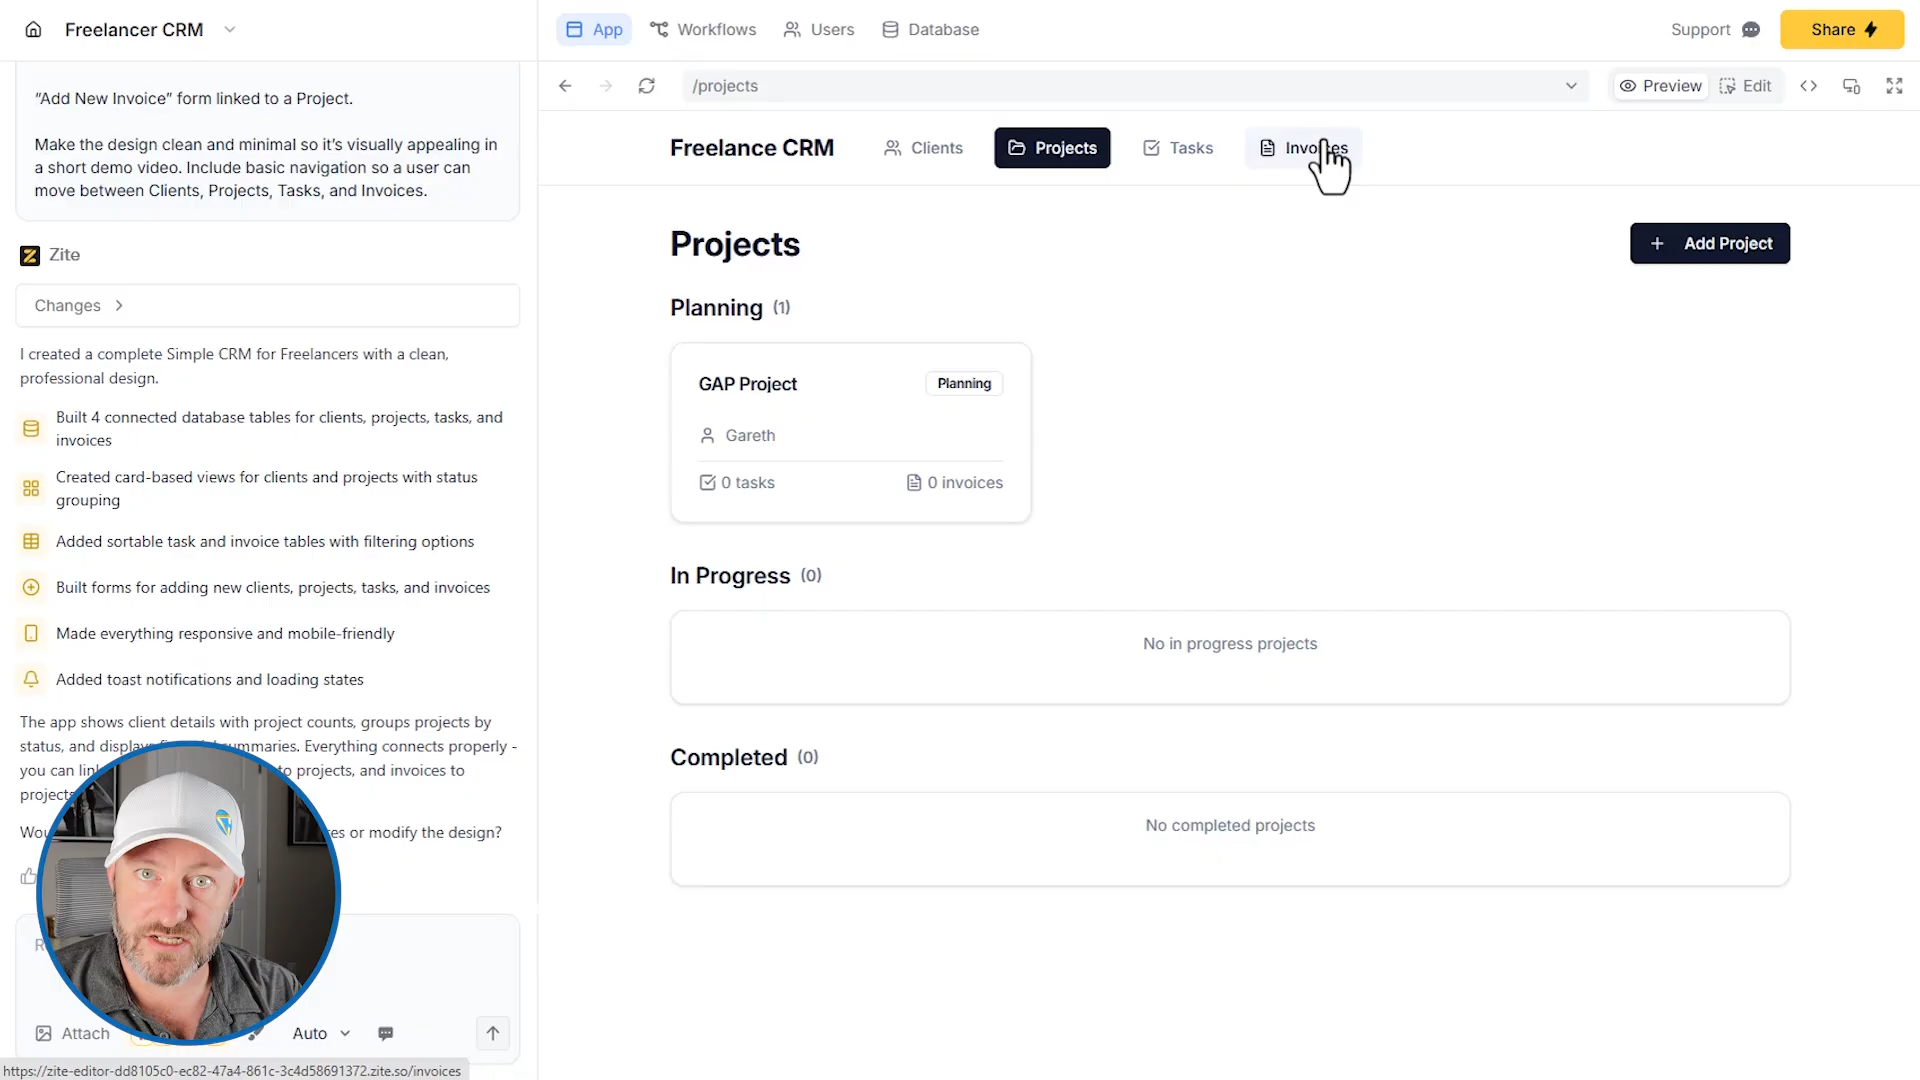 Freelancer CRM
App
Workflows
Users
Database
Support
Share
“Add New Invoice” form linked to a Project.
Make the design clean and minimal so it’s visually appealing in
a short demo video. Include basic navigation so a user can
move between Clients, Projects, Tasks, and Invoices.
Zite
Changes
I created a complete Simple CRM for Freelancers with a clean,
professional design.
Built 4 connected database tables for clients, projects, tasks, and
invoices
Created card-based views for clients and projects with status
grouping
Added sortable task and invoice tables with filtering options
Built forms for adding new clients, projects, tasks, and invoices
Made everything responsive and mobile-friendly
Added toast notifications and loading states
The app shows client details with project counts, groups projects by
status, and displays summaries. Everything connects properly -
you can to projects, and invoices to
projects
or modify the design?
Attach
Auto
https://zite-editor-dd8105c0-ec82-47a4-861c-3c4d58691372.zite.so/invoices
/projects
Preview
Edit
Freelance CRM
Clients
Projects
Tasks
Invoices
Projects
Add Project
Planning (1)
GAP Project
Planning
Gareth
0 tasks
0 invoices
In Progress (0)
No in progress projects
Completed (0)
No completed projects